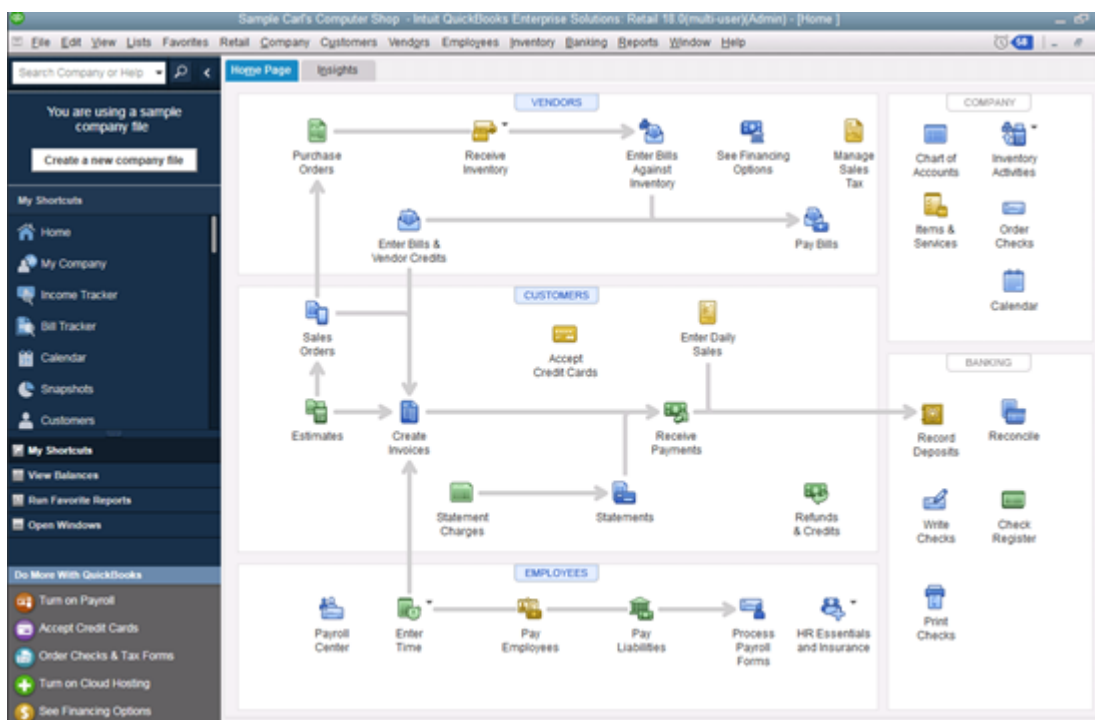 Sample Carl's Computer Shop - Intuit QuickBooks Enterprise Solutions: Retail 18.0(multi-user)(Admin) - [Home ]
File Edit View Lists Favorites Retail Company Customers Vendors Employees Inventory Banking Reports Window Help
58
Search Company or Help
Home Page
Insights
You are using a sample
company file
Create a new company file
My Shortcuts
Home
My Company
Income Tracker
Bill Tracker
Calendar
Snapshots
Customers
My Shortcuts
View Balances
Run Favorite Reports
Open Windows
Do More With QuickBooks
Turn on Payroll
Accept Credit Cards
Order Checks & Tax Forms
Turn on Cloud Hosting
See Financing Options
VENDORS
Purchase
Orders
Receive
Inventory
Enter Bills
Against
Inventory
See Financing
Options
Manage
Sales
Tax
Enter Bills &
Vendor Credits
Pay Bills
CUSTOMERS
Sales
Orders
Accept
Credit Cards
Enter Daily
Sales
Estimates
Create
Invoices
Receive
Payments
Statement
Charges
Statements
Refunds
& Credits
EMPLOYEES
Payroll
Center
Enter
Time
Pay
Employees
Pay
Liabilities
Process
Payroll
Forms
HR Essentials
and Insurance
COMPANY
Chart of
Accounts
Inventory
Activities
Items &
Services
Order
Checks
Calendar
BANKING
Record
Deposits
Reconcile
Write
Checks
Check
Register
Print
Checks